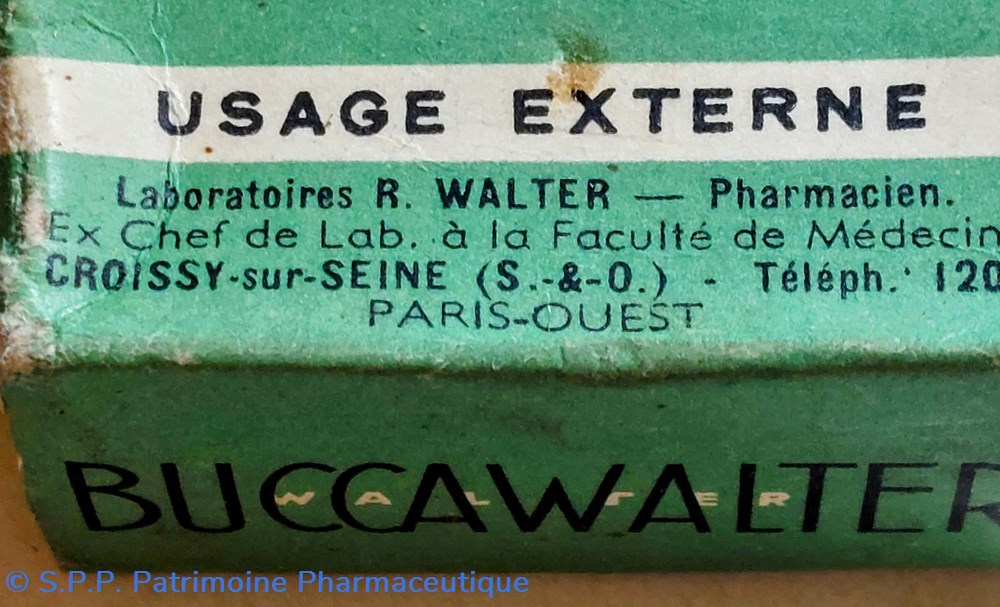 USAGE EXTERNE
Laboratoires R. WALTER — Pharmacien.
Ex Chef de Lab. à la Faculté de Médecin
CROISSY-sur-SEINE (S.-&-O.) - Téléph. : 120
PARIS-OUEST
BUCCAWALTER
WALTER
© S.P.P. Patrimoine Pharmaceutique